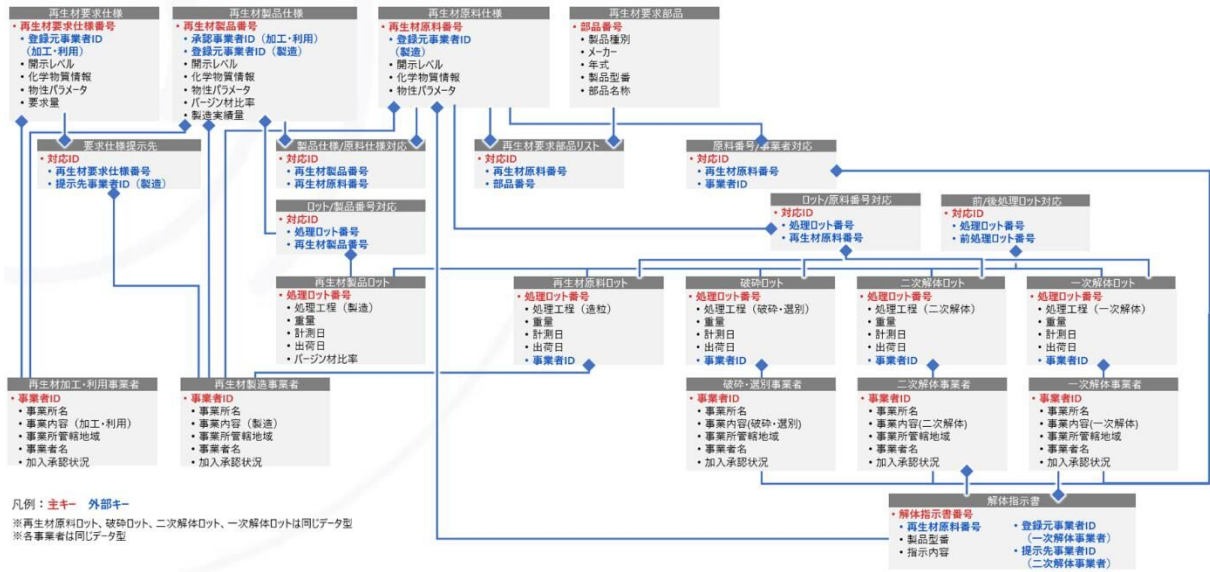 再生材要求仕様
・再生材要求仕様番号
・登録元事業者ID
（加工・利用）
・開示レベル
・化学物質情報
・物性パラメータ
・要求量
再生材製品仕様
・再生材製品番号
・承認事業者ID（加工・利用）
・登録元事業者ID（製造）
・開示レベル
・化学物質情報
・物性パラメータ
・バージン材比率
・製造実績量
再生材原料仕様
・再生材原料番号
・登録元事業者ID
（製造）
・開示レベル
・化学物質情報
・物性パラメータ
再生材要求部品
・部品番号
・製品種別
・メーカー
・年式
・製品型番
・部品名称
要求仕様提示先
・対応ID
・再生材要求仕様番号
・提示先事業者ID（製造）
製品仕様/原料仕様対応
・対応ID
・再生材製品番号
・再生材原料番号
再生材要求部品リスト
・対応ID
・再生材原料番号
・部品番号
原料番号/事業者対応
・対応ID
・再生材原料番号
・事業者ID
ロット/製品番号対応
・対応ID
・処理ロット番号
・再生材製品番号
ロット/原料番号対応
・対応ID
・処理ロット番号
・再生材原料番号
前/後処理ロット対応
・対応ID
・処理ロット番号
・前処理ロット番号
再生材製品ロット
・処理ロット番号
・処理工程（製造）
・重量
・計測日
・出荷日
・バージン材比率
再生材原料ロット
・処理ロット番号
・処理工程（造粒）
・重量
・計測日
・出荷日
・事業者ID
破砕ロット
・処理ロット番号
・処理工程（破砕・選別）
・重量
・計測日
・出荷日
・事業者ID
二次解体ロット
・処理ロット番号
・処理工程（二次解体）
・重量
・計測日
・出荷日
・事業者ID
一次解体ロット
・処理ロット番号
・処理工程（一次解体）
・重量
・計測日
・出荷日
・事業者ID
再生材加工・利用事業者
・事業者ID
・事業所名
・事業内容（加工・利用）
・事業所管轄地域
・事業者名
・加入承認状況
再生材製造事業者
・事業者ID
・事業所名
・事業内容（製造）
・事業所管轄地域
・事業者名
・加入承認状況
破砕・選別事業者
・事業者ID
・事業所名
・事業内容(破砕・選別)
・事業所管轄地域
・事業者名
・加入承認状況
二次解体事業者
・事業者ID
・事業所名
・事業内容(二次解体)
・事業所管轄地域
・事業者名
・加入承認状況
一次解体事業者
・事業者ID
・事業所名
・事業内容(一次解体)
・事業所管轄地域
・事業者名
・加入承認状況
解体指示書
・解体指示書番号
・再生材原料番号
・製品型番
・指示内容
・登録元事業者ID
（一次解体事業者）
・提示先事業者ID
（二次解体事業者）
凡例：主キー 外部キー
※再生材原料ロット、破砕ロット、二次解体ロット、一次解体ロットは同じデータ型
※各事業者は同じデータ型